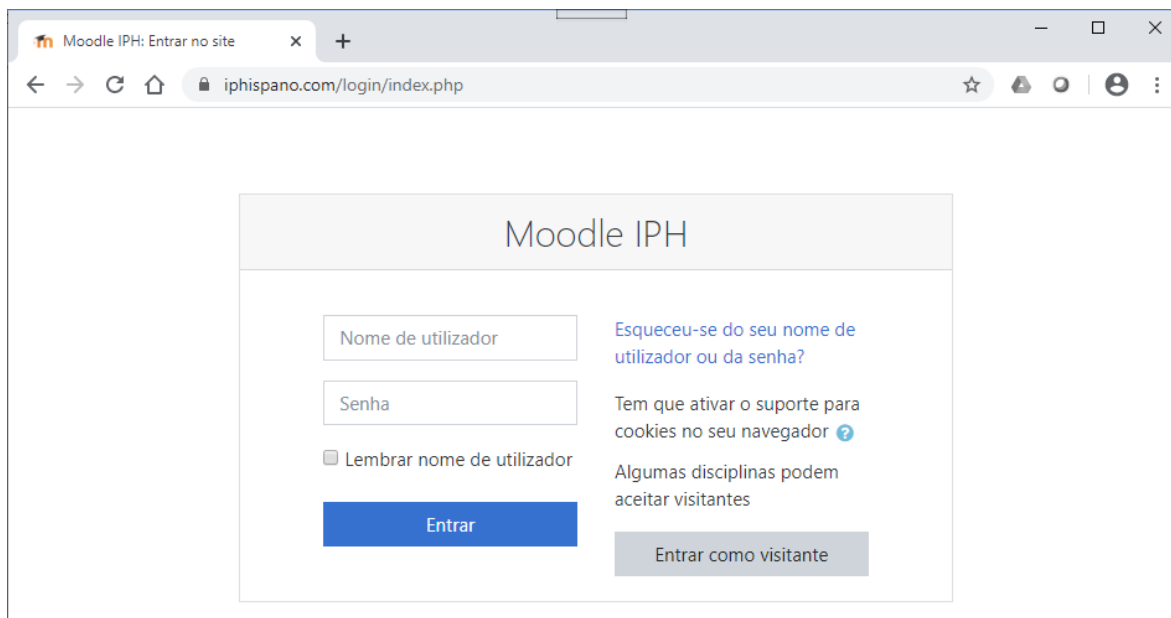 Moodle IPH: Entrar no site
iphispano.com/login/index.php
Moodle IPH
Nome de utilizador
Senha
Lembrar nome de utilizador
Entrar
Esqueceu-se do seu nome de
utilizador ou da senha?
Tem que ativar o suporte para
cookies no seu navegador
Algumas disciplinas podem
aceitar visitantes
Entrar como visitante